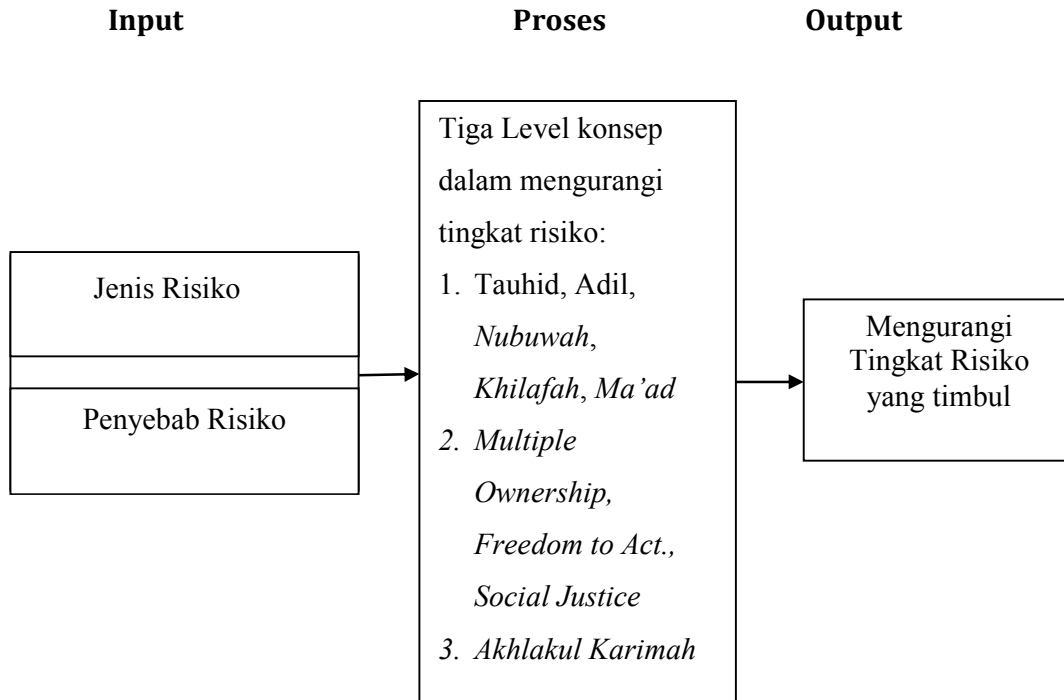 Input Proses Output
Jenis Risiko
Penyebab Risiko
Tiga Level konsep
dalam mengurangi
tingkat risiko:
1. Tauhid, Adil,
Nubuwah,
Khilafah, Ma’ad
2. Multiple
Ownership,
Freedom to Act.,
Social Justice
3. Akhlakul Karimah
Mengurangi
Tingkat Risiko
yang timbul